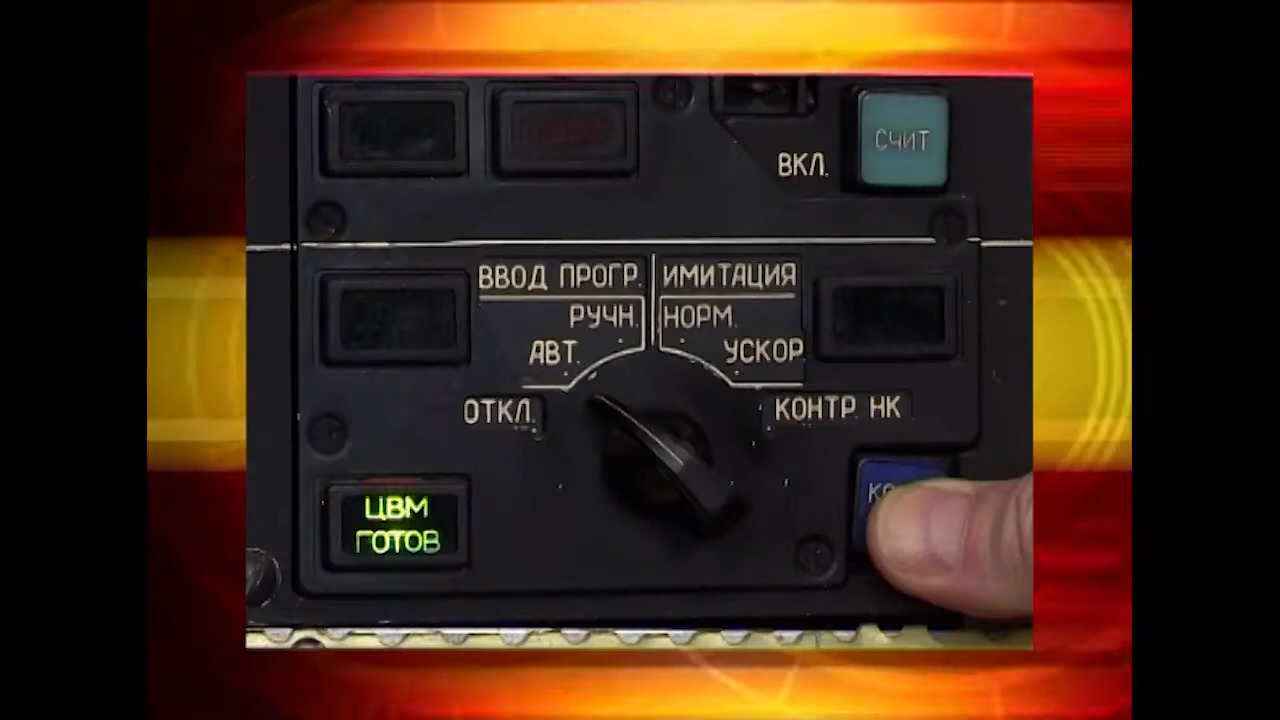 ВКЛ.
СЧИТ
ВВОД ПРОГР.
ИМИТАЦИЯ
РУЧН.
НОРМ.
АВТ.
УСКОР.
ОТКЛ.
КОНТР. НК
ЦВМ
ГОТОВ